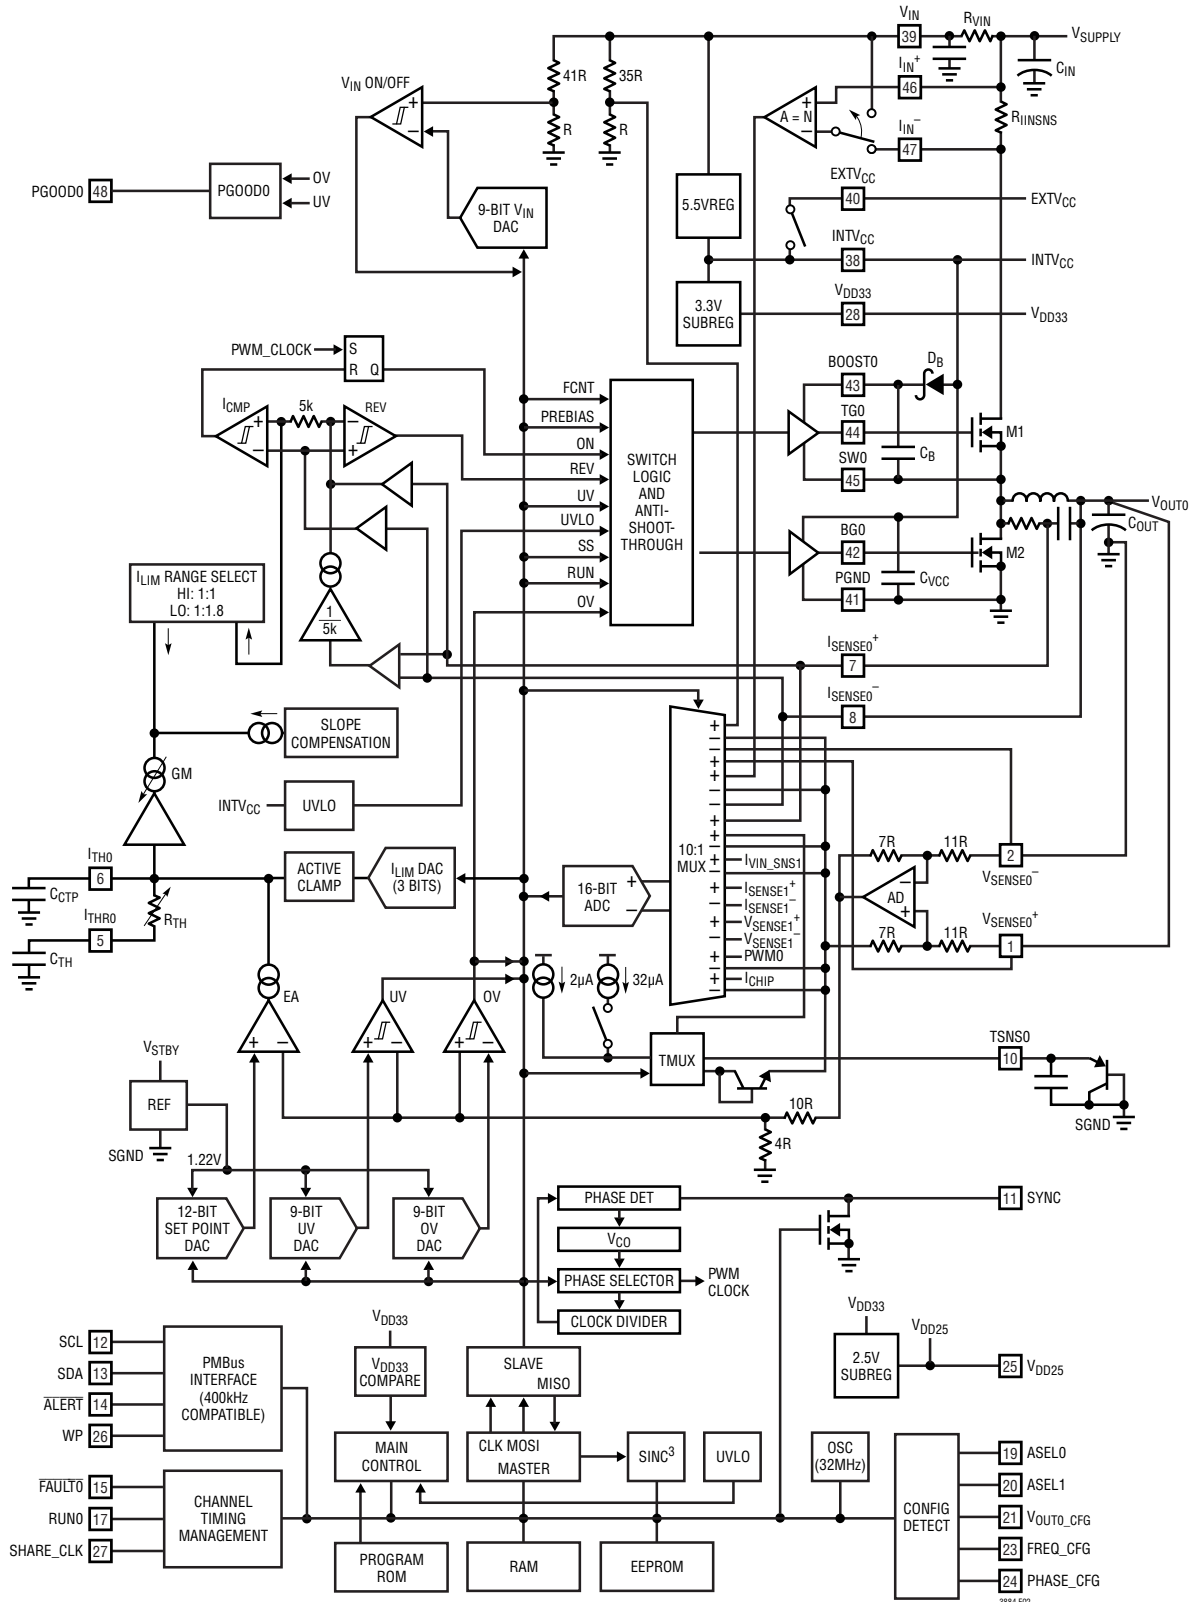 VIN
39
RVIN
VSUPPLY
CIN
IIN+
46
RIINSNS
IIN−
47
A = N
+
−
41R
35R
R
R
VIN ON/OFF
+
−
PGOOD0
48
PGOOD0
OV
UV
9-BIT VIN
DAC
5.5VREG
EXTVCC
40
EXTVCC
INTVCC
38
INTVCC
3.3V
SUBREG
VDD33
28
VDD33
PWM_CLOCK
S
R Q
ICMP
5k
REV
+
−
−
+
FCNT
PREBIAS
ON
REV
UV
UVLO
SS
RUN
OV
SWITCH
LOGIC
AND
ANTI-
SHOOT-
THROUGH
BOOST0
43
DB
TG0
44
M1
CB
SW0
45
VOUT0
COUT
BG0
42
M2
PGND
41
CVCC
ILIM RANGE SELECT
HI: 1:1
LO: 1:1.8
1
5k
ISENSE0+
7
ISENSE0−
8
SLOPE
COMPENSATION
GM
INTVCC
UVLO
+
−
−
+
+
−
−
+
+
−
+
−
+
−
+
−
+
−
+
−
10:1
MUX
IVIN_SNS1
ISENSE1+
ISENSE1−
VSENSE1+
VSENSE1−
PWM0
ICHIP
7R
11R
2
VSENSE0−
AD
−
+
7R
11R
VSENSE0+
1
ITH0
6
CCTP
ITHR0
5
RTH
CTH
ACTIVE
CLAMP
ILIM DAC
(3 BITS)
16-BIT
ADC
+
−
2µA
32µA
EA
+ −
UV
+ −
OV
+ −
TMUX
TSNS0
10
SGND
VSTBY
REF
SGND
1.22V
10R
4R
12-BIT
SET POINT
DAC
9-BIT
UV
DAC
9-BIT
OV
DAC
PHASE DET
VCO
PHASE SELECTOR
CLOCK DIVIDER
PWM
CLOCK
11
SYNC
VDD33
VDD25
2.5V
SUBREG
25
VDD25
SCL
12
SDA
13
ALERT
14
WP
26
PMBus
INTERFACE
(400kHz
COMPATIBLE)
VDD33
VDD33
COMPARE
SLAVE
MISO
MAIN
CONTROL
CLK MOSI
MASTER
SINC3
UVLO
OSC
(32MHz)
FAULT0
15
RUN0
17
SHARE_CLK
27
CHANNEL
TIMING
MANAGEMENT
PROGRAM
ROM
RAM
EEPROM
CONFIG
DETECT
19
ASEL0
20
ASEL1
21
VOUT0_CFG
23
FREQ_CFG
24
PHASE_CFG
3884 F02